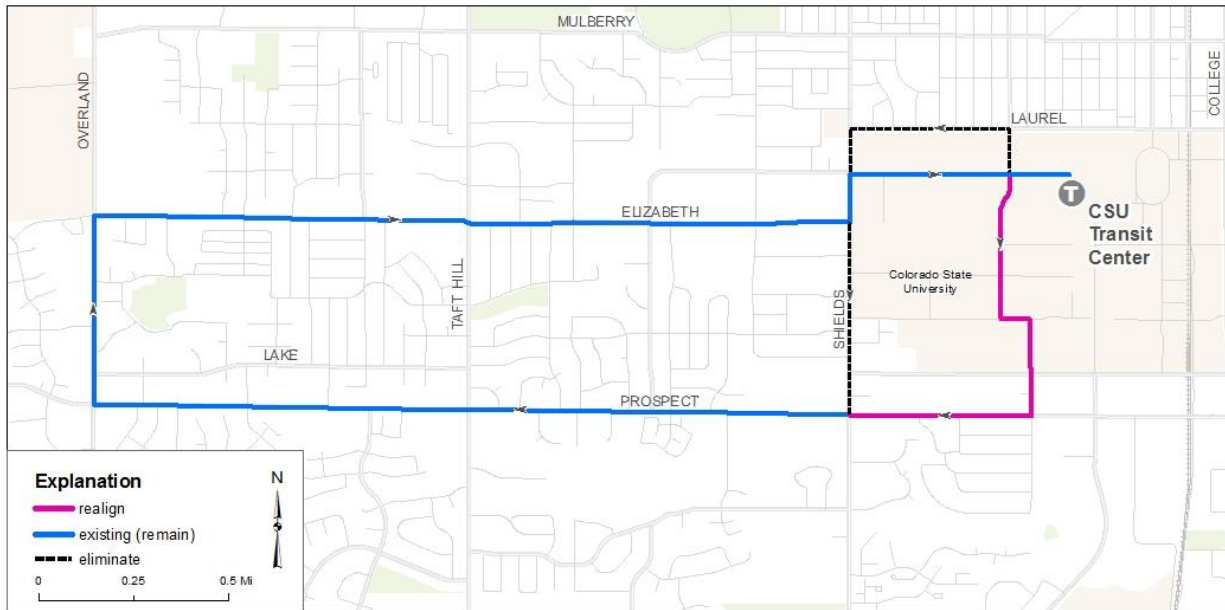 MULBERRY
OVERLAND
COLLEGE
LAUREL
T
CSU
Transit
Center
ELIZABETH
TAFT HILL
SHIELDS
Colorado State
University
LAKE
PROSPECT
Explanation
realign
existing (remain)
eliminate
N
0 0.25 0.5 Mi